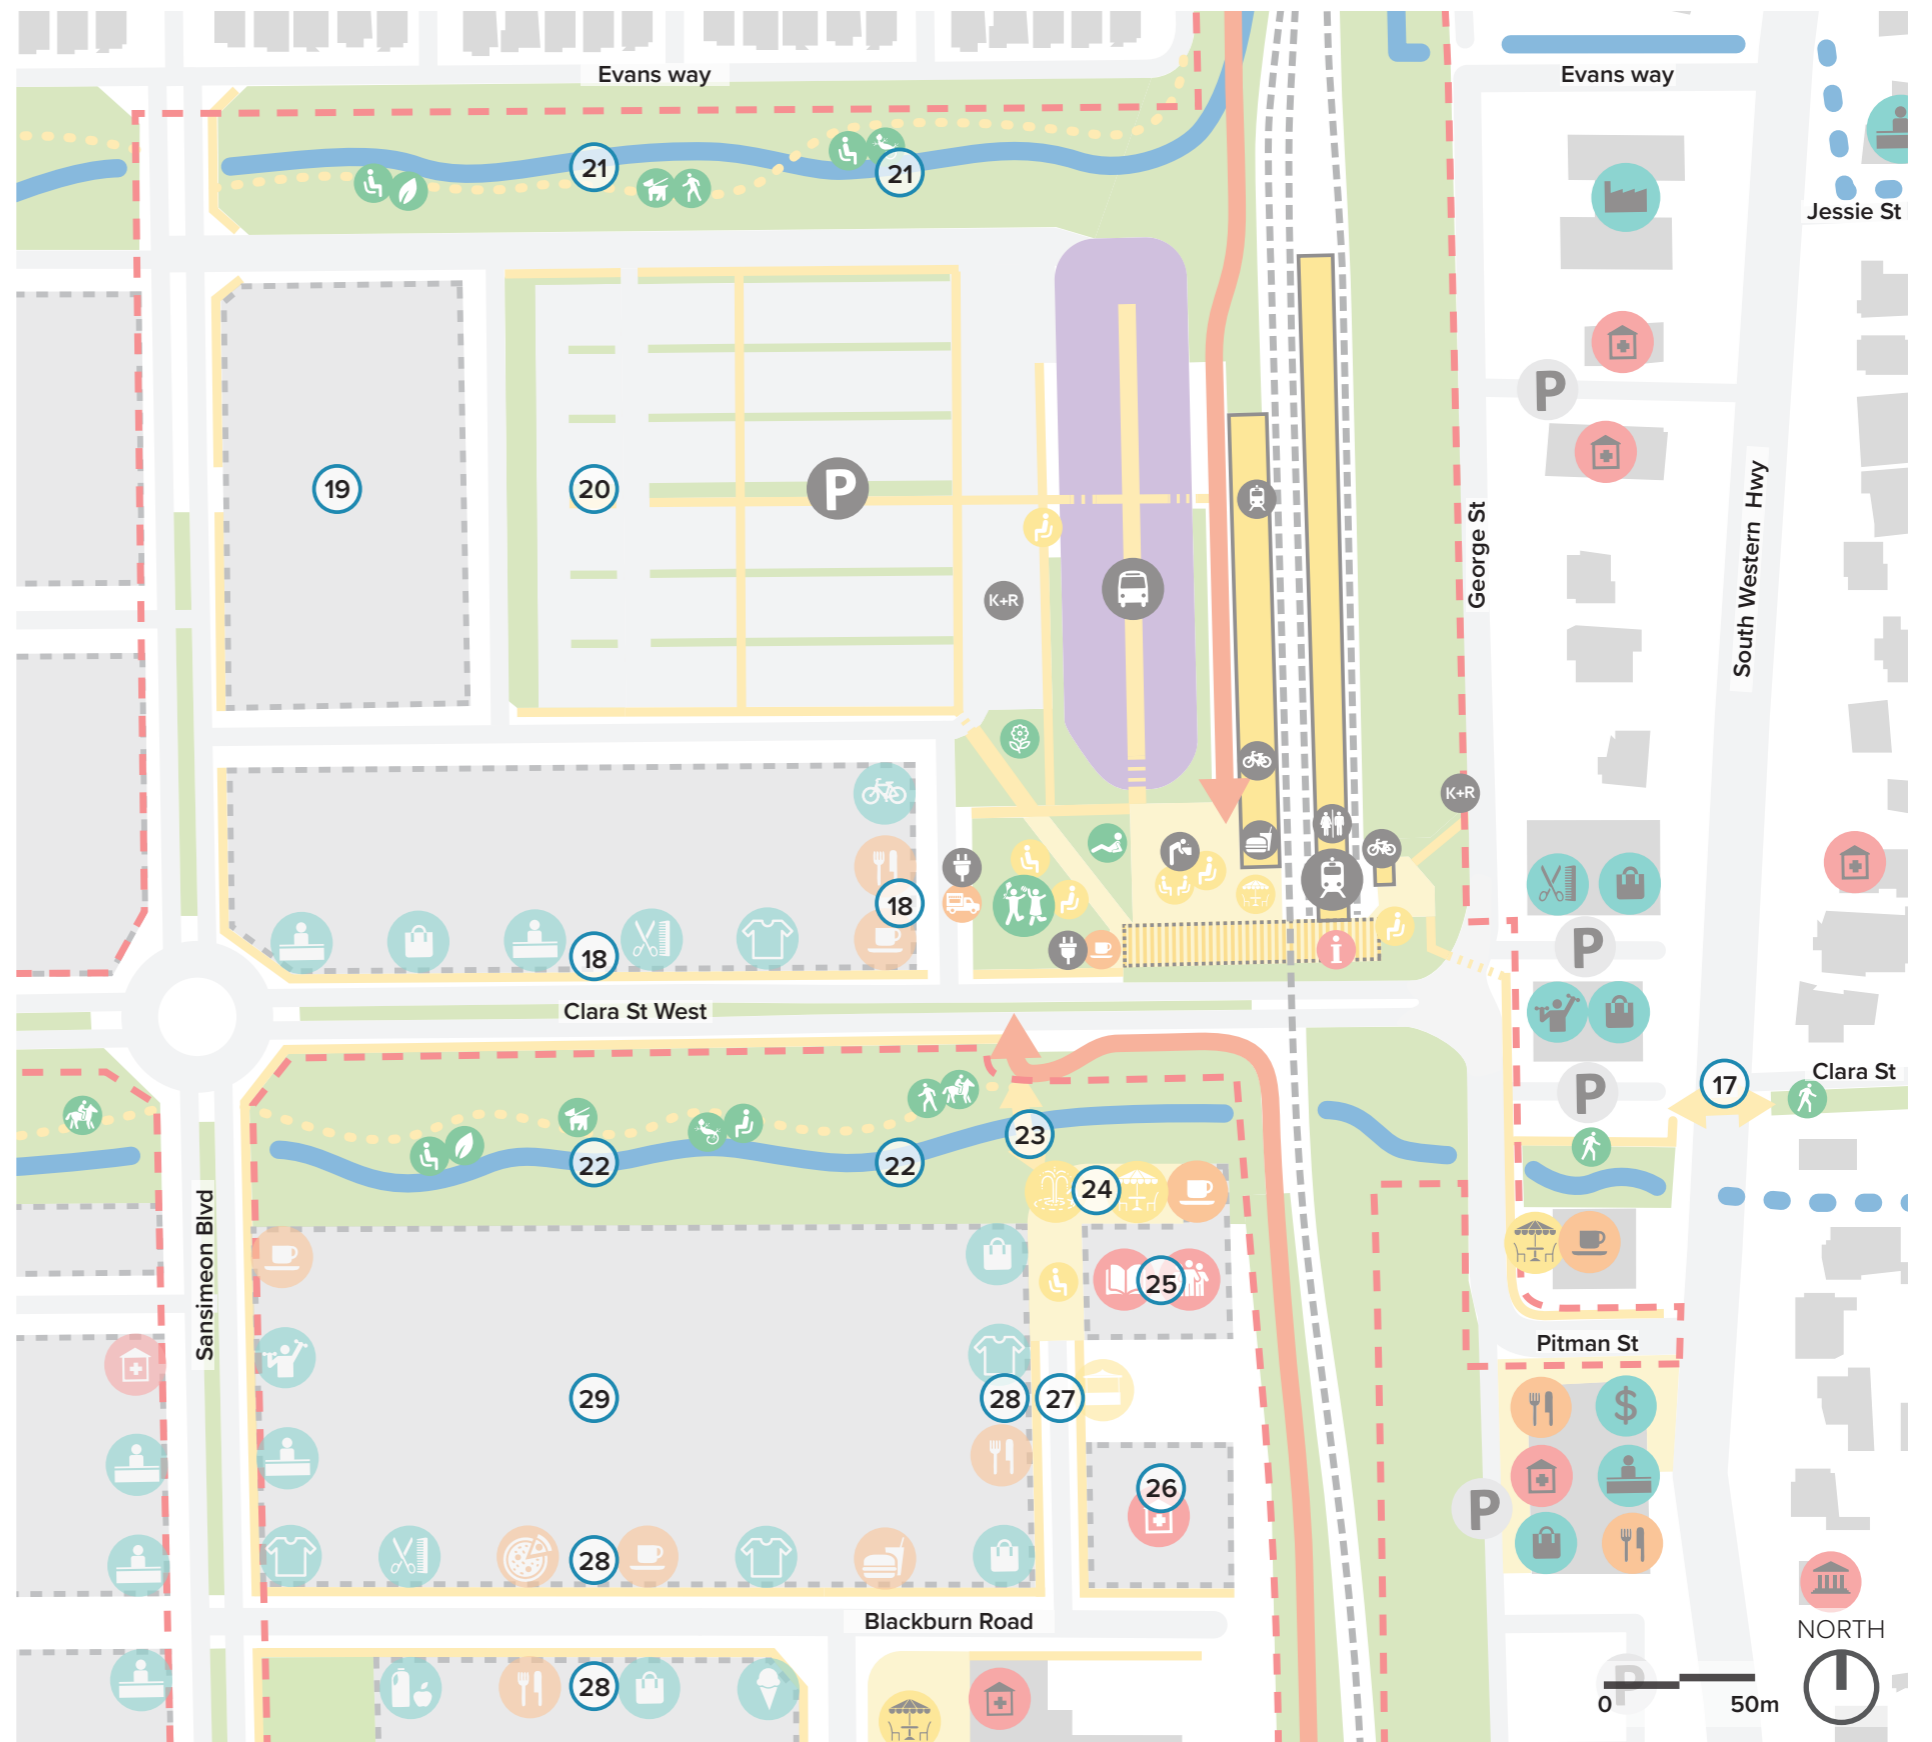 Evans way
Evans way
Jessie St
21
21
P
19
20
P
George St
South Western Hwy
K+R
K+R
18
18
P
i
Clara St West
P
17
Clara St
23
22
22
24
Sansimeon Blvd
25
Pitman St
29
28
27
$
26
P
28
Blackburn Road
NORTH
28
P
0
50m